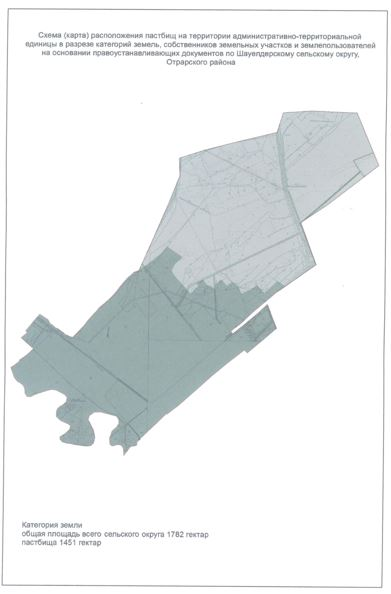 Схема (карта) расположения пастбищ на территории административно-территориальной
единицы в разрезе категорий земель, собственников земельных участков и землепользователей
на основании правоустанавливающих документов по Шауелдерскому сельскому округу,
Отрарского района
Категория земли
общая площадь всего сельского округа 1782 гектар
пастбища 1451 гектар